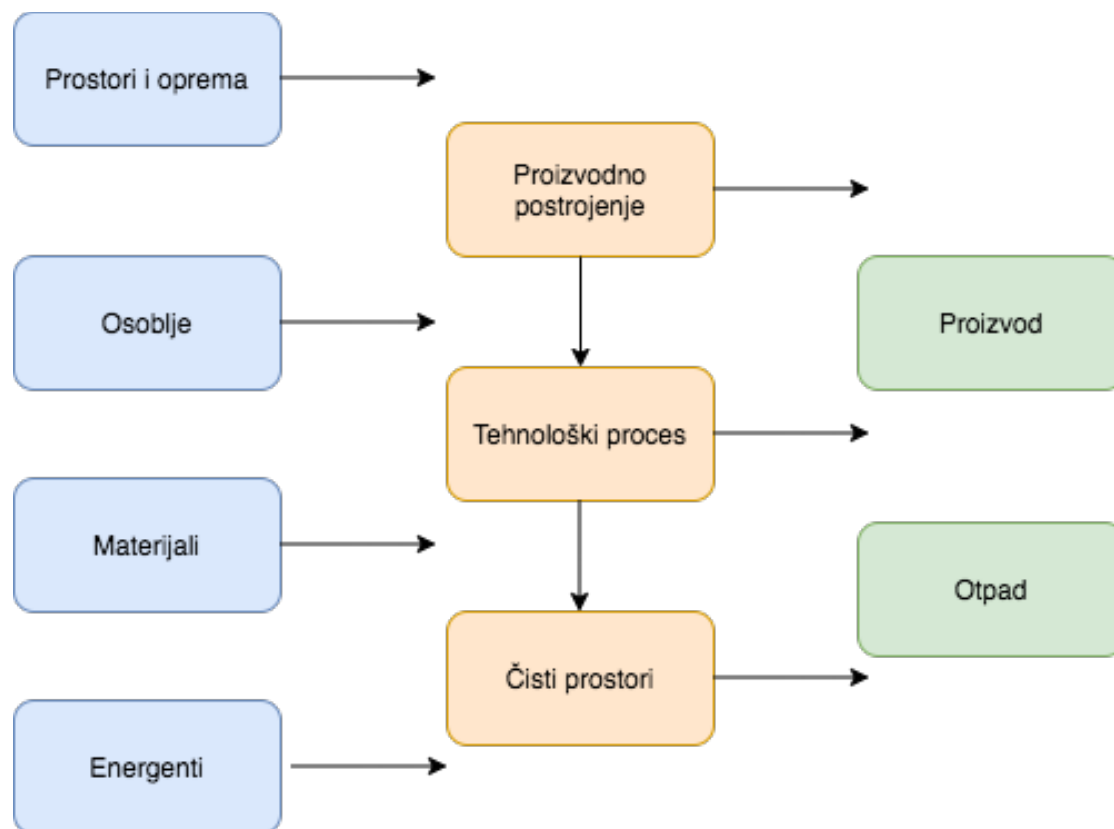 Prostori i oprema
Proizvodno
postrojenje
Osoblje
Proizvod
Tehnološki proces
Materijali
Otpad
Čisti prostori
Energenti